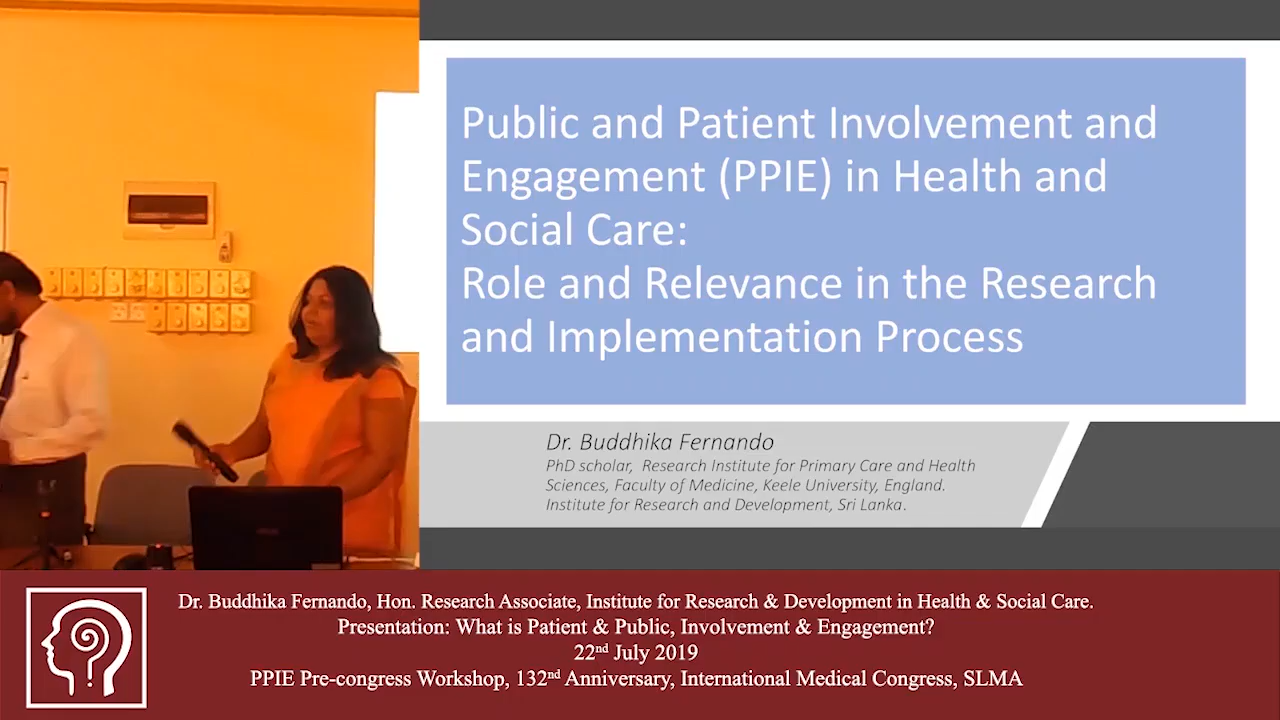 Public and Patient Involvement and
Engagement (PPIE) in Health and
Social Care:
Role and Relevance in the Research
and Implementation Process
Dr. Buddhika Fernando
PhD scholar, Research Institute for Primary Care and Health
Sciences, Faculty of Medicine, Keele University, England.
Institute for Research and Development, Sri Lanka.
Dr. Buddhika Fernando, Hon. Research Associate, Institute for Research & Development in Health & Social Care.
Presentation: What is Patient & Public, Involvement & Engagement?
22nd July 2019
PPIE Pre-congress Workshop, 132nd Anniversary, International Medical Congress, SLMA